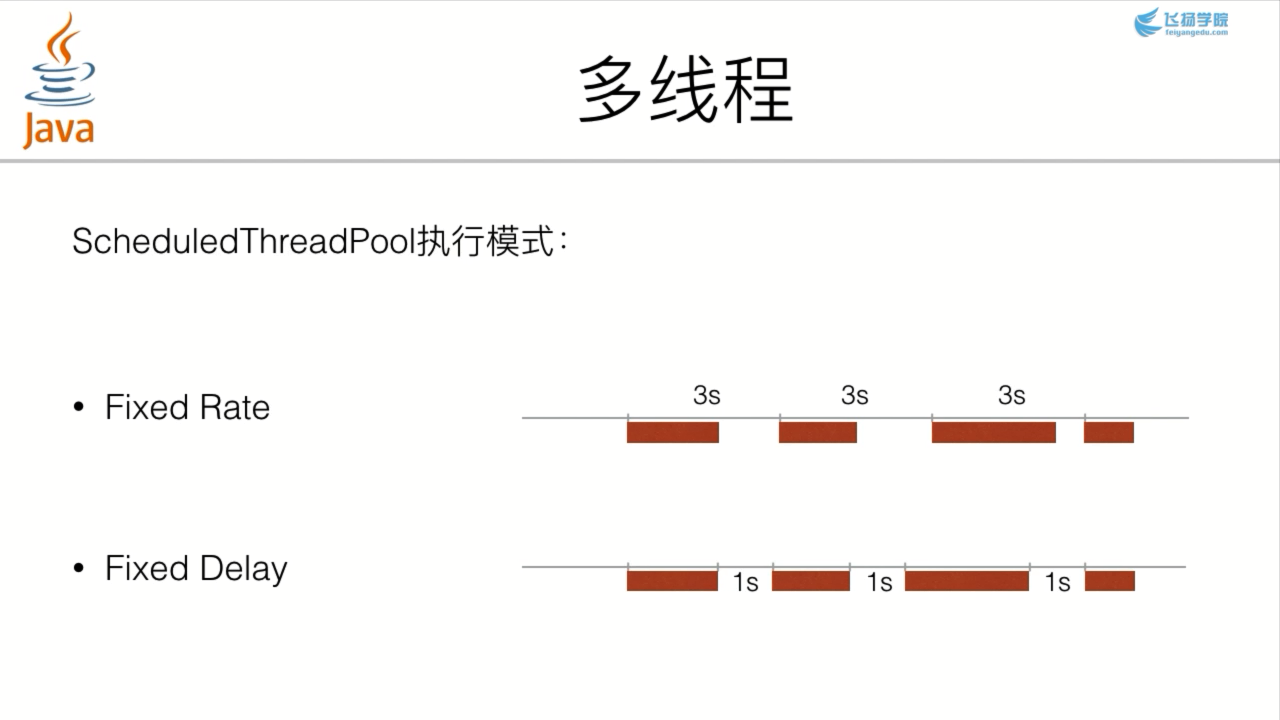 飞扬学院
feiyangedu.com
Java
多线程
ScheduledThreadPool执行模式：
• Fixed Rate
3s 3s 3s
• Fixed Delay
1s 1s 1s